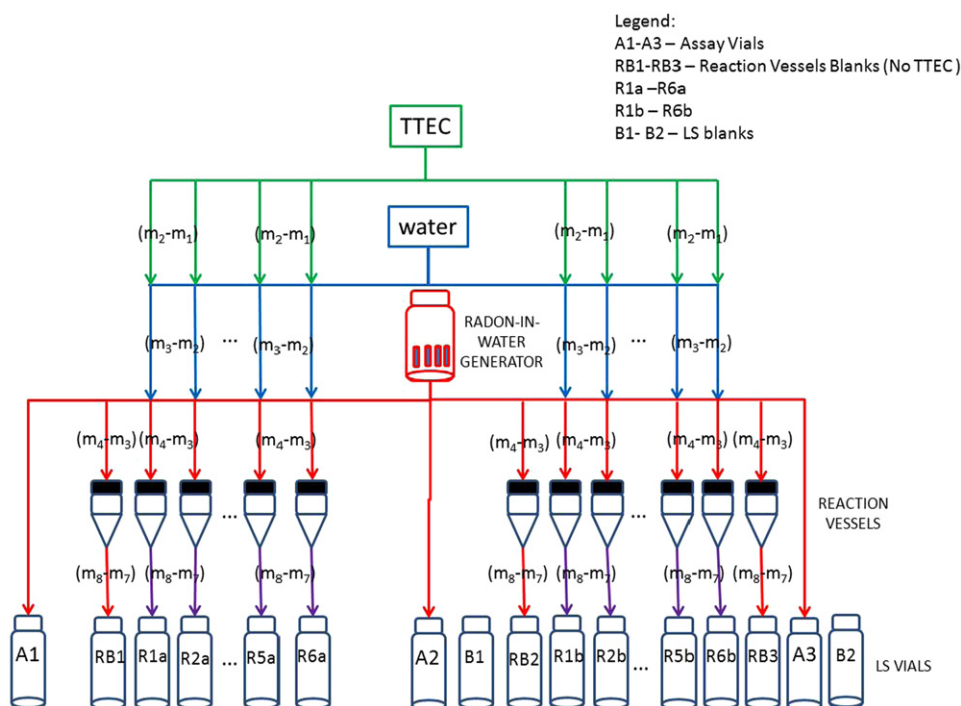 Legend:
A1-A3 – Assay Vials
RB1-RB3 – Reaction Vessels Blanks (No TTEC )
R1a –R6a
R1b – R6b
B1- B2 – LS blanks
TTEC
(m₂-m₁) (m₂-m₁) (m₂-m₁) (m₂-m₁)
water
RADON-IN-
WATER
GENERATOR
(m₃-m₂) ... (m₃-m₂) (m₃-m₂) ... (m₃-m₂)
(m₄-m₃) (m₄-m₃) (m₄-m₃) (m₄-m₃) (m₄-m₃) (m₄-m₃) (m₄-m₃)
... ...
REACTION
VESSELS
(m₈-m₇) (m₈-m₇) (m₈-m₇) (m₈-m₇) (m₈-m₇) (m₈-m₇) (m₈-m₇)
A1 RB1 R1a R2a ... R5a R6a A2 B1 RB2 R1b R2b ... R5b R6b RB3 A3 B2
LS VIALS